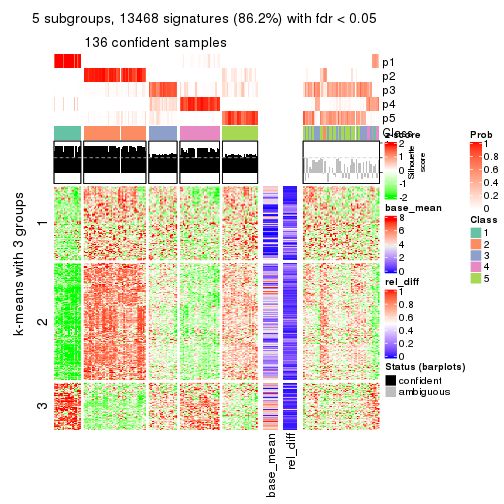 5 subgroups, 13468 signatures (86.2%) with fdr < 0.05
136 confident samples
p1
p2
p3
p4
p5
Class
Silhouette
score
k-means with 3 groups
1
2
3
base_mean
rel_diff
z-score
2
1
0
-1
-2
base_mean
8
6
4
2
0
rel_diff
1
0.8
0.6
0.4
0.2
0
Status (barplots)
confident
ambiguous
Prob
1
0.8
0.6
0.4
0.2
0
Class
1
2
3
4
5